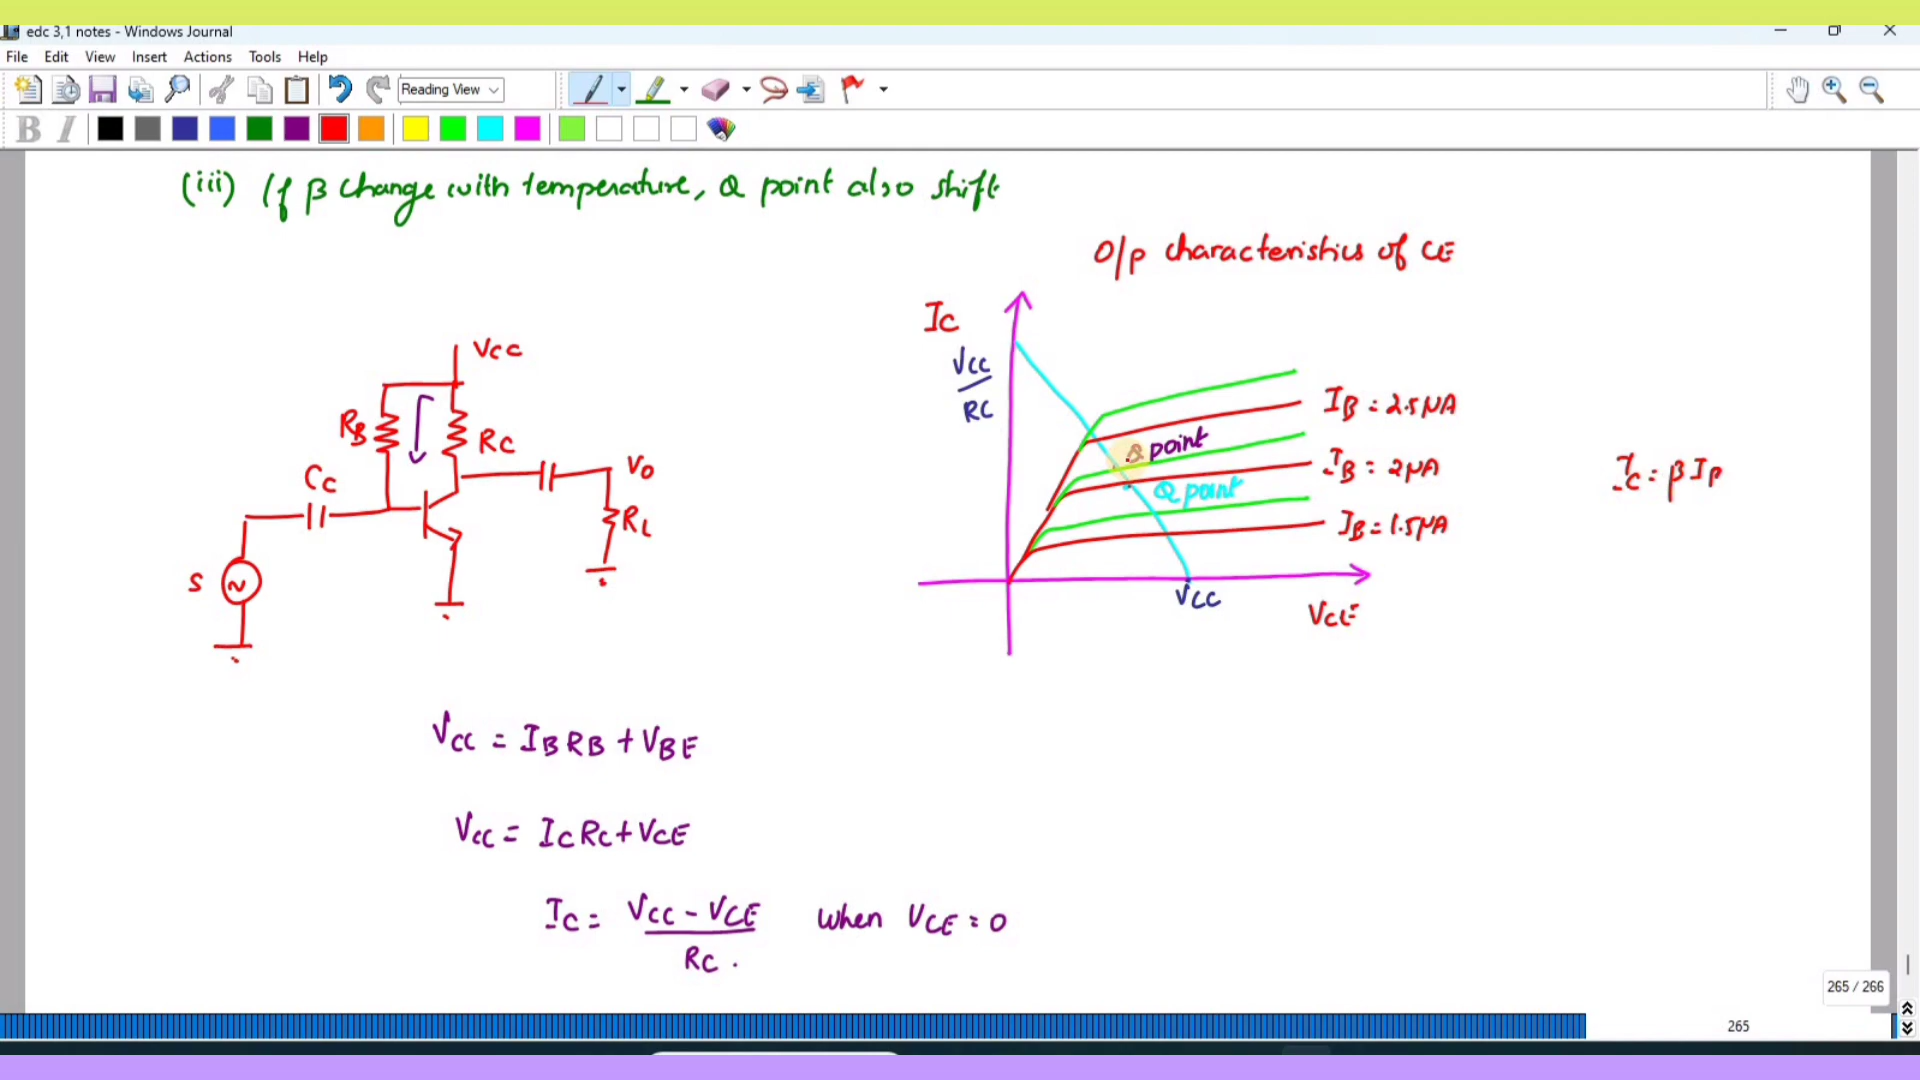 edc 3,1 notes - Windows Journal
File Edit View Insert Actions Tools Help
Reading View
B I
(iii) If β change with temperature, Q point also shift
O/p characteristics of CE
IC
VCC
RC
VCC
RB
RC
CC
VO
RL
S
IB = 2.5μA
Q point
IB = 2μA
Q point
IB = 1.5μA
IC = β IB
VCC
VCE
VCC = IB RB + VBE
VCC = IC RC + VCE
IC = VCC - VCE when VCE = 0
RC .
265 / 266
265